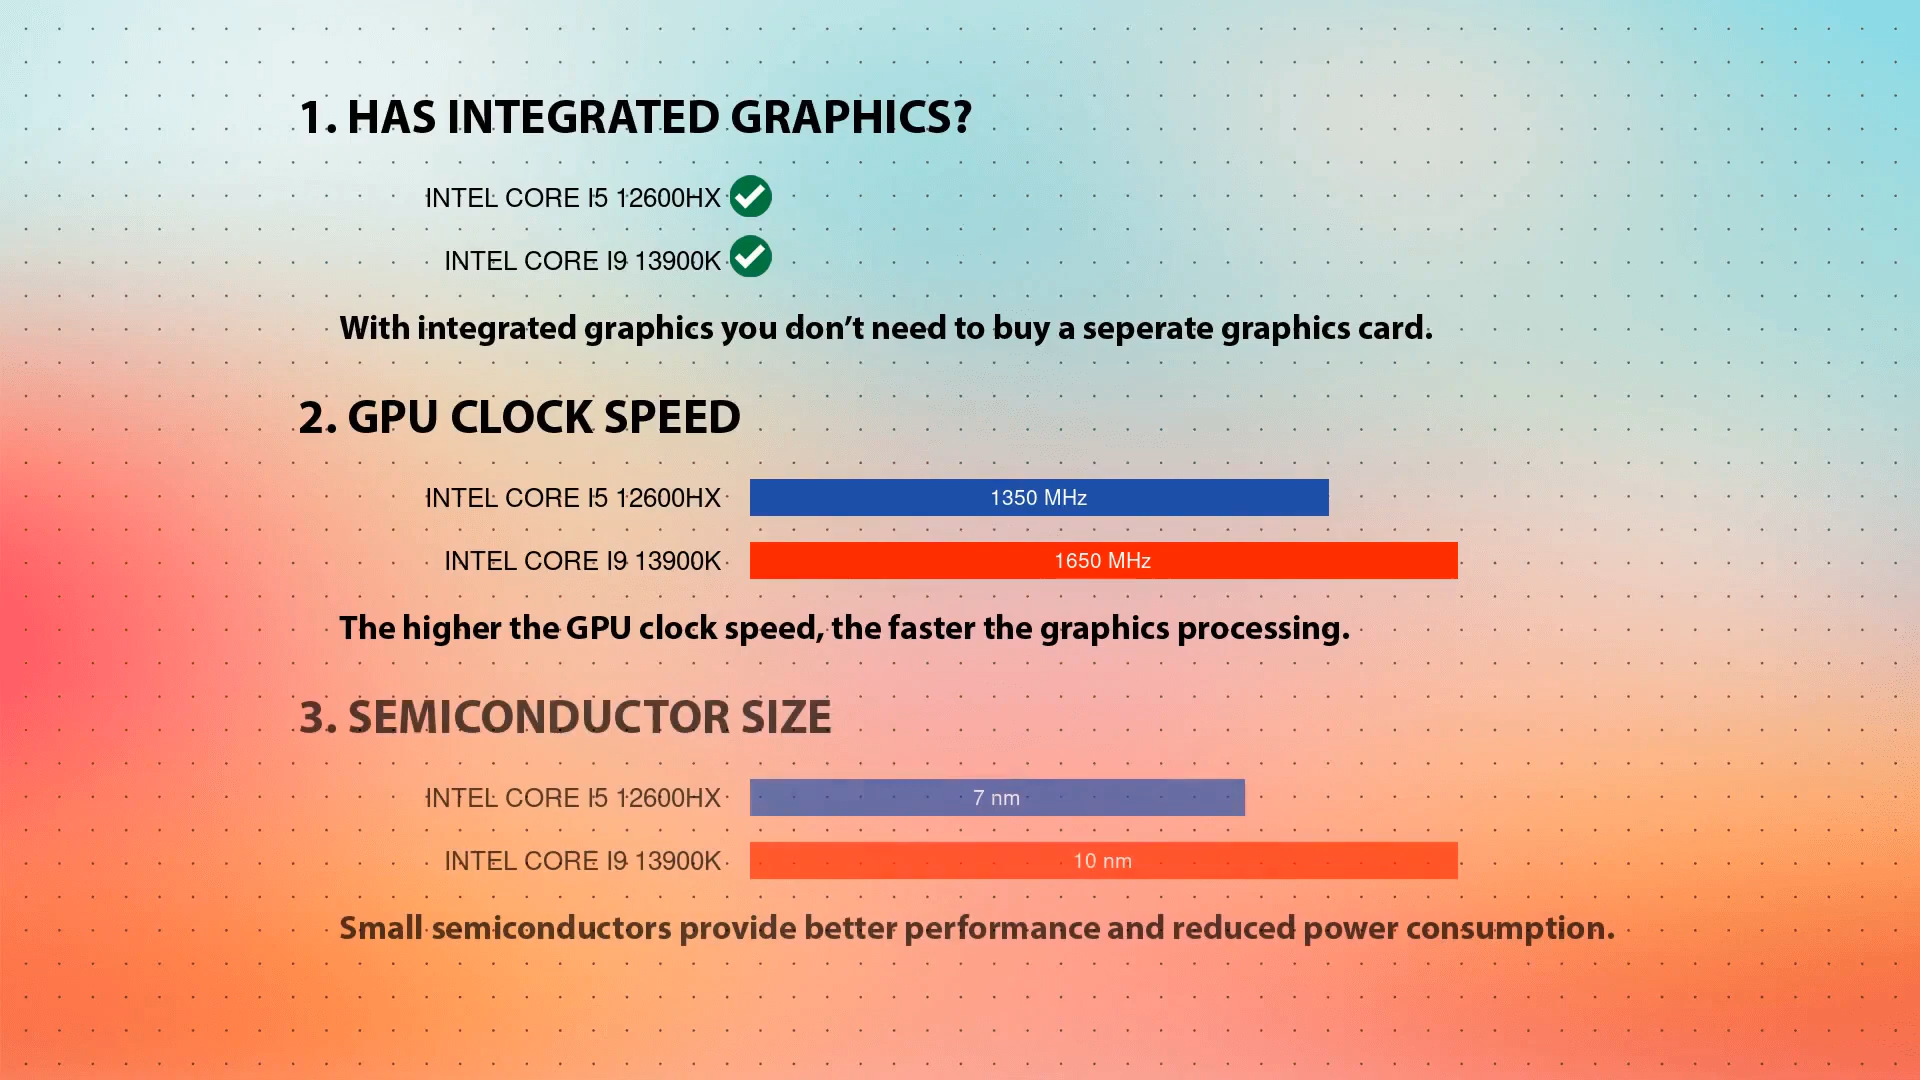 1. HAS INTEGRATED GRAPHICS?
INTEL CORE I5 12600HX
INTEL CORE I9 13900K
With integrated graphics you don’t need to buy a seperate graphics card.
2. GPU CLOCK SPEED
INTEL CORE I5 12600HX 1350 MHz
INTEL CORE I9 13900K 1650 MHz
The higher the GPU clock speed, the faster the graphics processing.
3. SEMICONDUCTOR SIZE
INTEL CORE I5 12600HX 7 nm
INTEL CORE I9 13900K 10 nm
Small semiconductors provide better performance and reduced power consumption.